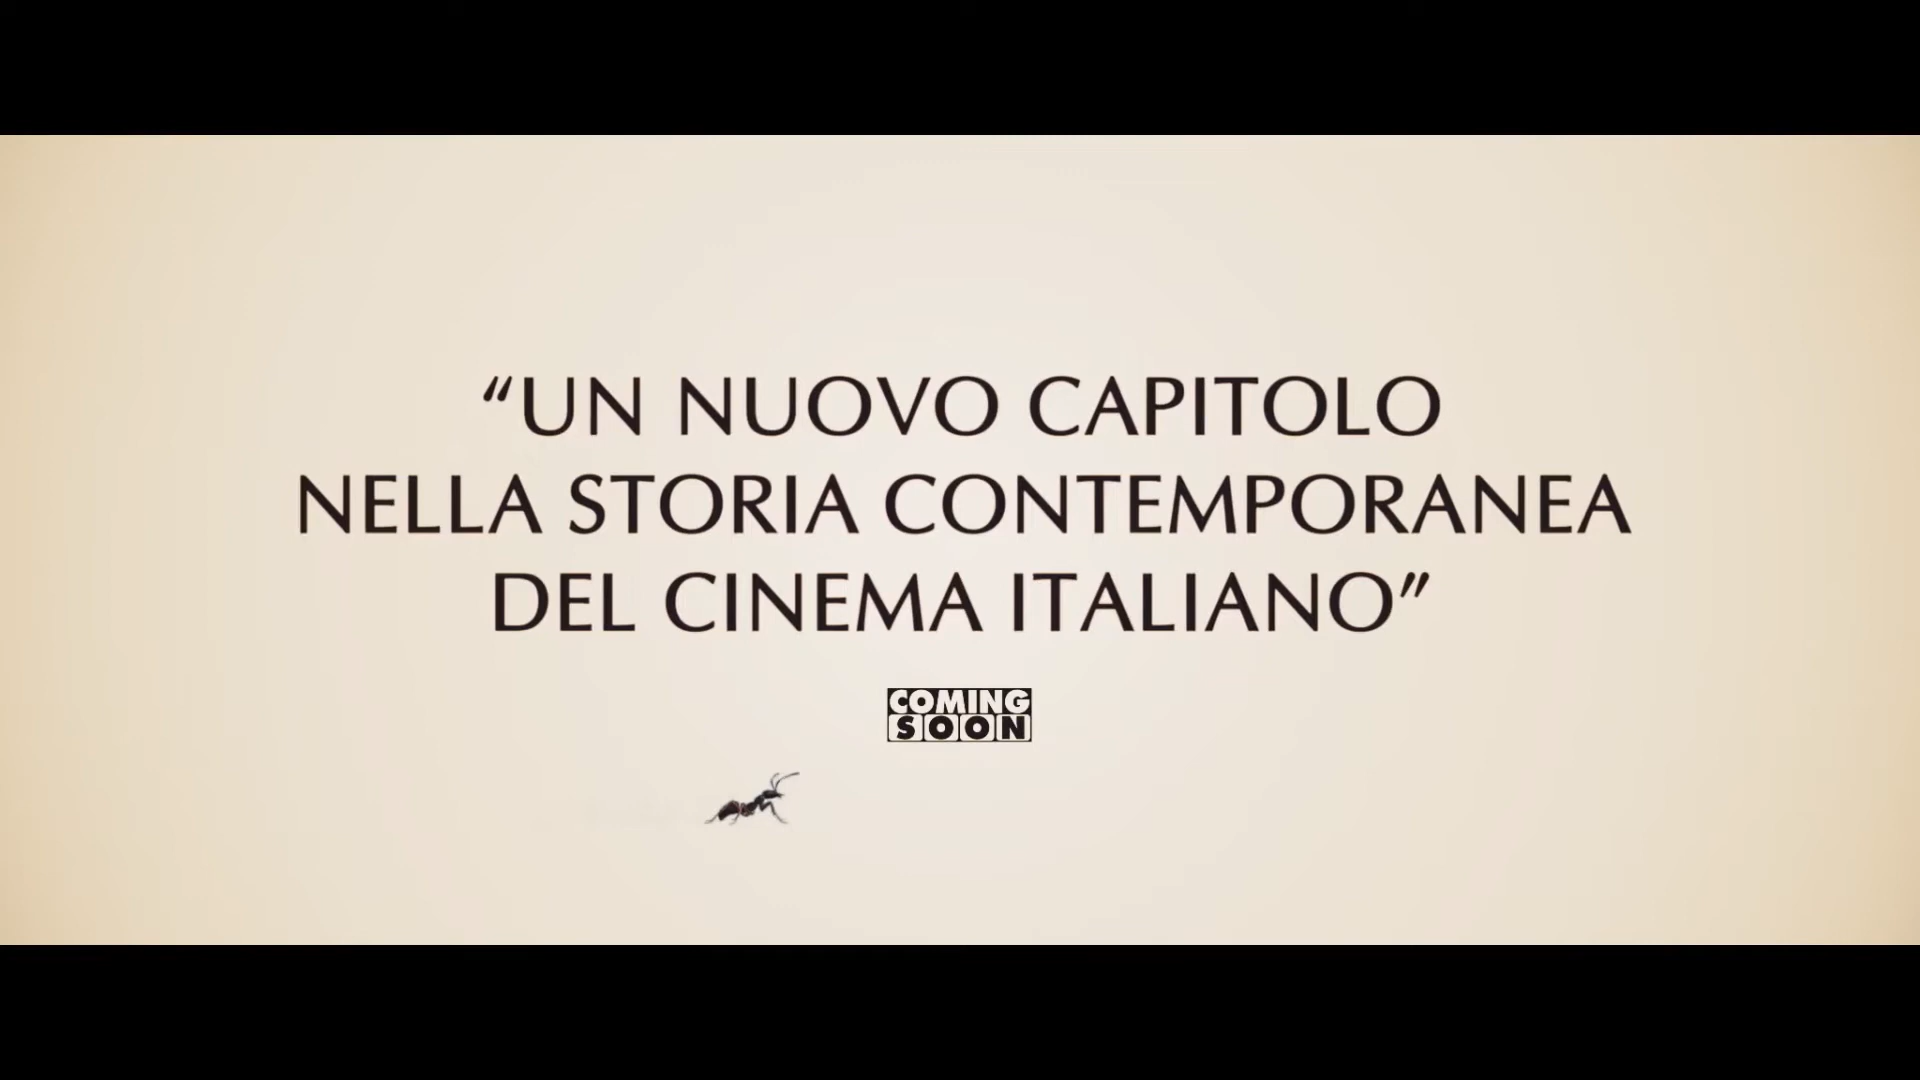 “UN NUOVO CAPITOLO
NELLA STORIA CONTEMPORANEA
DEL CINEMA ITALIANO”
COMING
SOON